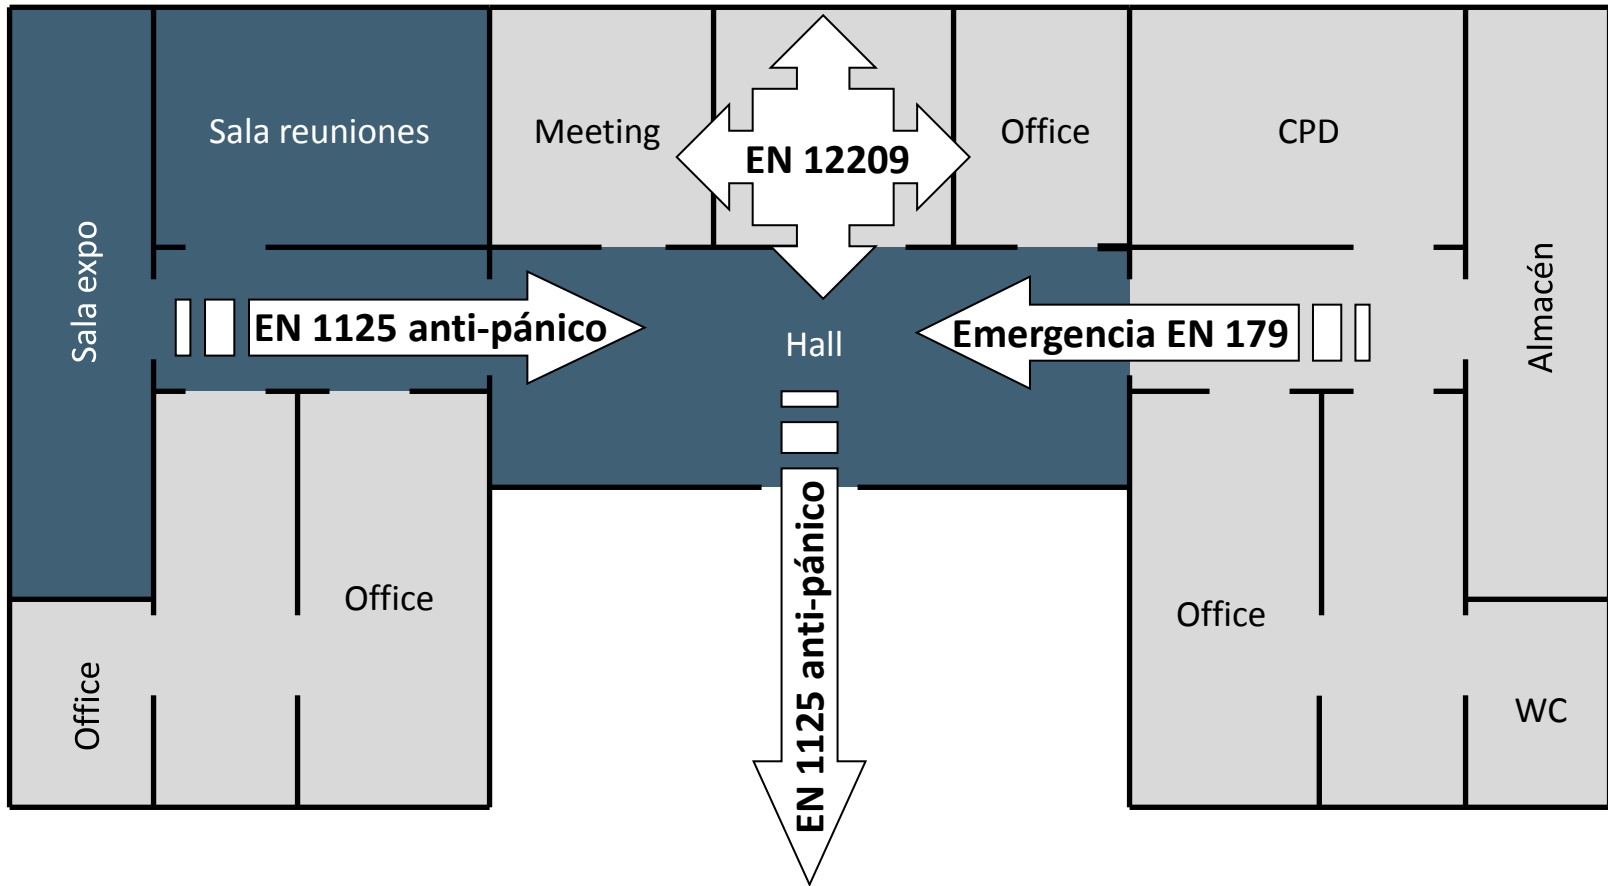 Sala reuniones
Meeting
EN 12209
Office
CPD
Sala expo
EN 1125 anti-pánico
Hall
Emergencia EN 179
Almacén
Office
EN 1125 anti-pánico
Office
Office
WC